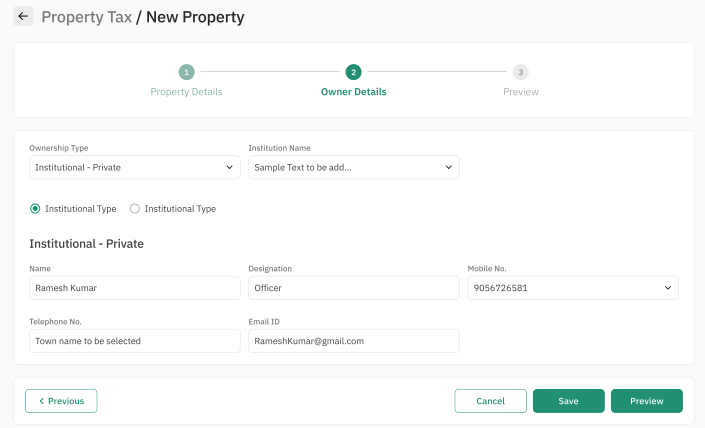 Property Tax / New Property
1 2 3
Property Details Owner Details Preview
Ownership Type Institution Name
Institutional - Private Sample Text to be add...
Institutional Type Institutional Type
Institutional - Private
Name Designation Mobile No.
Ramesh Kumar Officer 9056726581
Telephone No. Email ID
Town name to be selected RameshKumar@gmail.com
Previous Cancel Save Preview